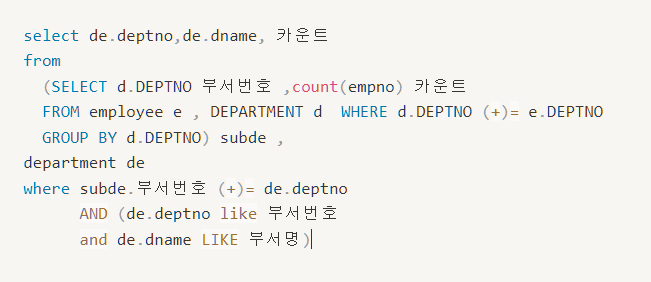 select de.deptno,de.dname, 카운트
from
(SELECT d.DEPTNO 부서번호 ,count(empno) 카운트
FROM employee e , DEPARTMENT d  WHERE d.DEPTNO (+)= e.DEPTNO
GROUP BY d.DEPTNO) subde ,
department de
where subde.부서번호 (+)= de.deptno
AND (de.deptno like 부서번호
and de.dname LIKE 부서명)